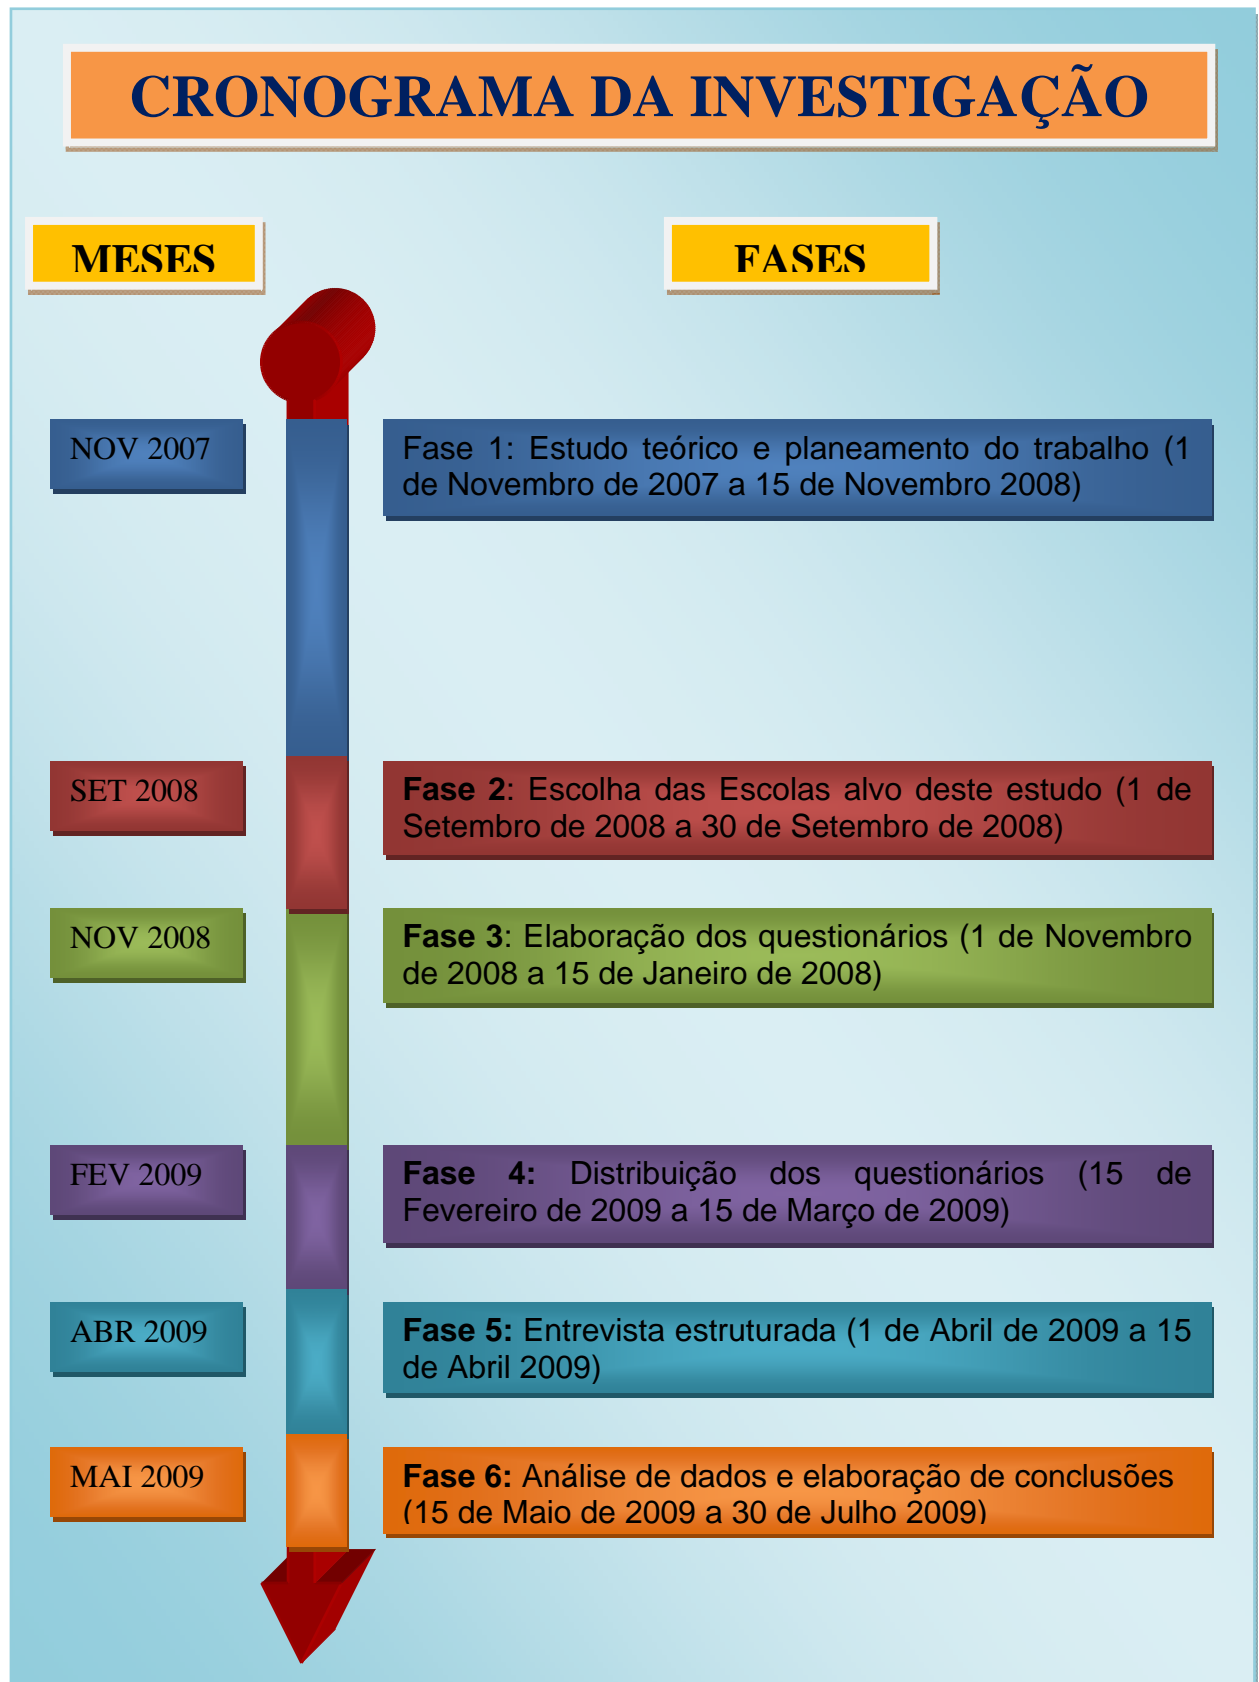 CRONOGRAMA DA INVESTIGAÇÃO
MESES
FASES
NOV 2007
Fase 1: Estudo teórico e planeamento do trabalho (1
de Novembro de 2007 a 15 de Novembro 2008)
SET 2008
Fase 2: Escolha das Escolas alvo deste estudo (1 de
Setembro de 2008 a 30 de Setembro de 2008)
NOV 2008
Fase 3: Elaboração dos questionários (1 de Novembro
de 2008 a 15 de Janeiro de 2008)
FEV 2009
Fase 4: Distribuição dos questionários (15 de
Fevereiro de 2009 a 15 de Março de 2009)
ABR 2009
Fase 5: Entrevista estruturada (1 de Abril de 2009 a 15
de Abril 2009)
MAI 2009
Fase 6: Análise de dados e elaboração de conclusões
(15 de Maio de 2009 a 30 de Julho 2009)